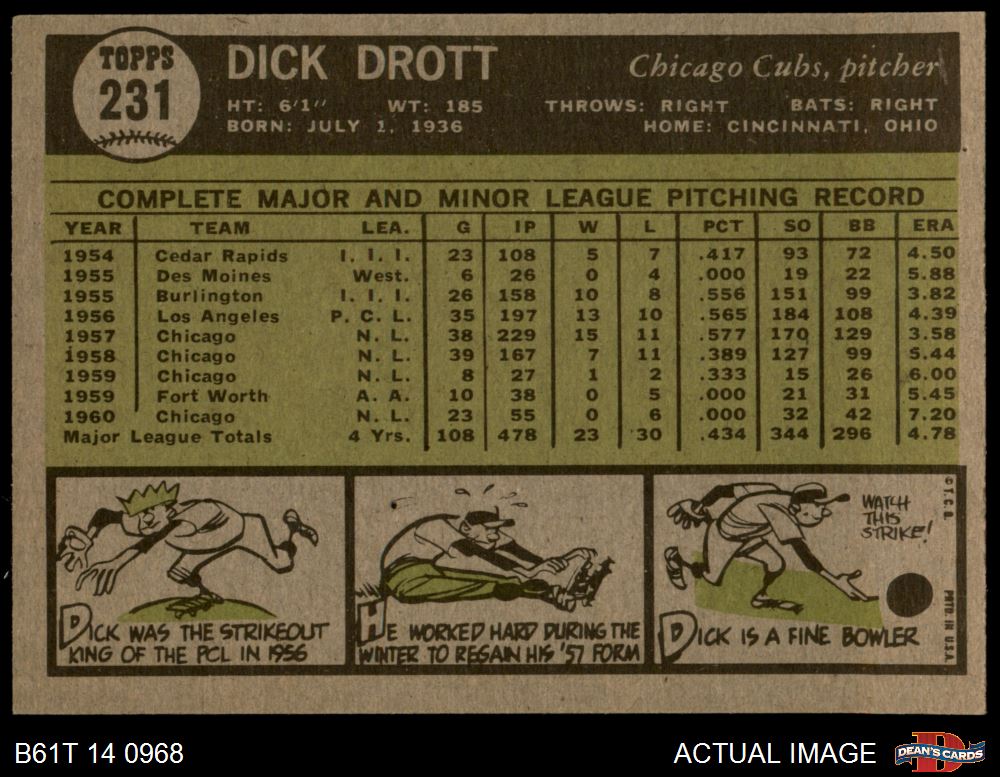 TOPPS
231
DICK DROTT
Chicago Cubs, pitcher
HT: 6'1" WT: 185 THROWS: RIGHT BATS: RIGHT
BORN: JULY 1, 1936 HOME: CINCINNATI, OHIO
COMPLETE MAJOR AND MINOR LEAGUE PITCHING RECORD
YEAR TEAM LEA. G IP W L PCT SO BB ERA
1954 Cedar Rapids I. I. I. 23 108 5 7 .417 93 72 4.50
1955 Des Moines West. 6 26 0 4 .000 19 22 5.88
1955 Burlington I. I. I. 26 158 10 8 .556 151 99 3.82
1956 Los Angeles P. C. L. 35 197 13 10 .565 184 108 4.39
1957 Chicago N. L. 38 229 15 11 .577 170 129 3.58
1958 Chicago N. L. 39 167 7 11 .389 127 99 5.44
1959 Chicago N. L. 8 27 1 2 .333 15 26 6.00
1959 Fort Worth A. A. 10 38 0 5 .000 21 31 5.45
1960 Chicago N. L. 23 55 0 6 .000 32 42 7.20
Major League Totals 4 Yrs. 108 478 23 30 .434 344 296 4.78
DICK WAS THE STRIKEOUT
KING OF THE PCL IN 1956
HE WORKED HARD DURING THE
WINTER TO REGAIN HIS '57 FORM
WATCH
THIS
STRIKE!
DICK IS A FINE BOWLER
© T. C. G.
PRTD. IN U.S.A.
B61T 14 0968
ACTUAL IMAGE
D
DEAN'S CARDS